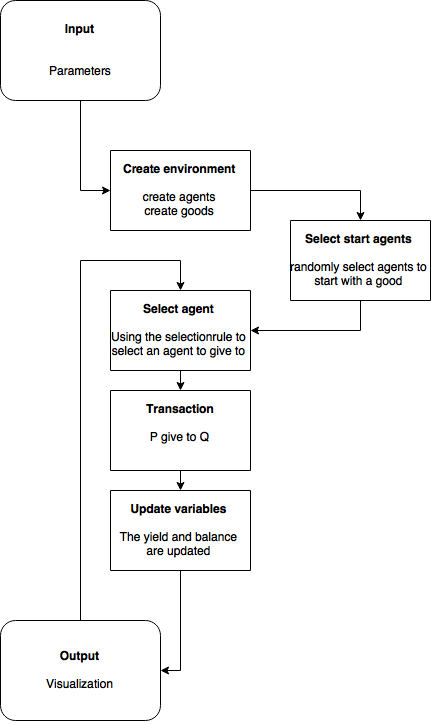 Input
Parameters
Create environment
create agents
create goods
Select start agents
randomly select agents to
start with a good
Select agent
Using the selectionrule to
select an agent to give to
Transaction
P give to Q
Update variables
The yield and balance
are updated
Output
Visualization